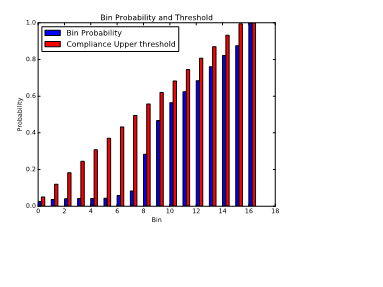 Bin Probability and Threshold
1.0
Bin Probability
Compliance Upper threshold
0.8
0.6
Probability
0.4
0.2
0.0
0 2 4 6 8 10 12 14 16 18
Bin